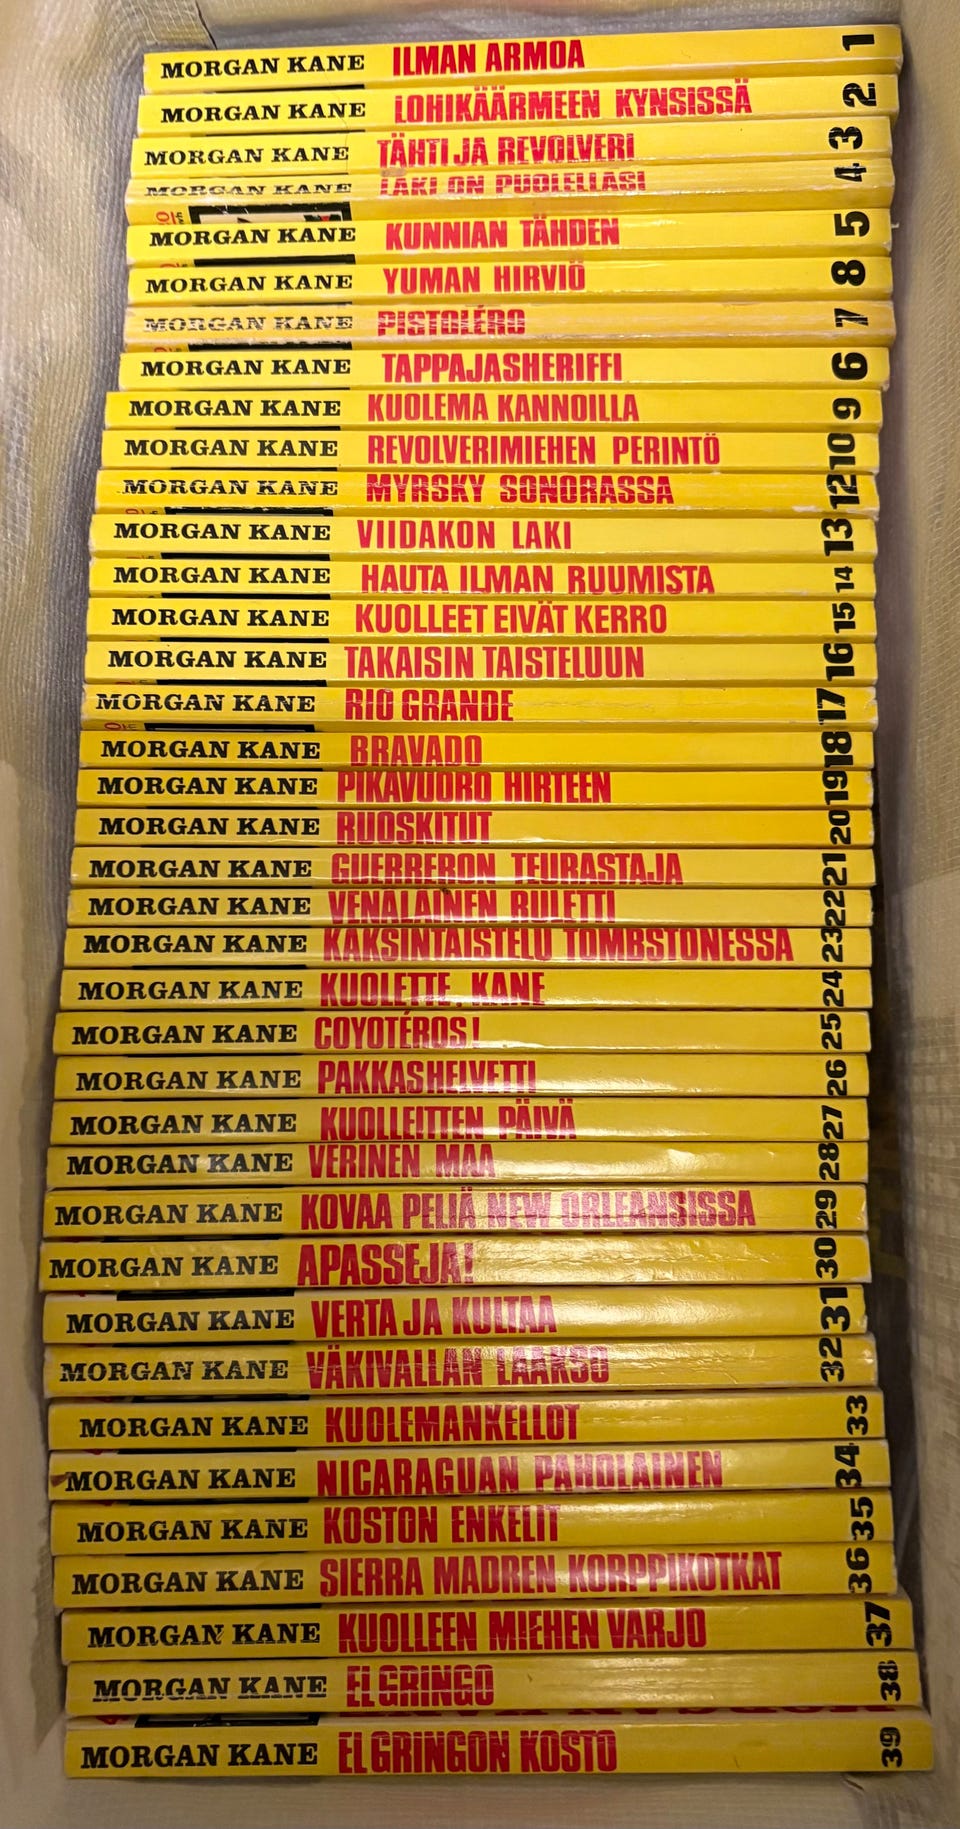 MORGAN KANE ILMAN ARMOA 1
MORGAN KANE LOHIKÄÄRMEEN KYNSISSÄ 2
MORGAN KANE TÄHTI JA REVOLVERI 3
MORGAN KANE LAKI ON PUOLELLASI 4
MORGAN KANE KUNNIAN TÄHDEN 5
MORGAN KANE YUMAN HIRVIÖ 8
MORGAN KANE PISTOLÉRO 7
MORGAN KANE TAPPAJASHERIFFI 6
MORGAN KANE KUOLEMA KANNOILLA 9
MORGAN KANE REVOLVERIMIEHEN PERINTÖ 10
MORGAN KANE MYRSKY SONORASSA 12
MORGAN KANE VIIDAKON LAKI 13
MORGAN KANE HAUTA ILMAN RUUMISTA 14
MORGAN KANE KUOLLEET EIVÄT KERRO 15
MORGAN KANE TAKAISIN TAISTELUUN 16
MORGAN KANE RIO GRANDE 17
MORGAN KANE BRAVADO 18
MORGAN KANE PIKAVUORO HIRTEEN 19
MORGAN KANE RUOSKITUT 20
MORGAN KANE GUERRERON TEURASTAJA 21
MORGAN KANE VENÄLÄINEN RULETTI 22
MORGAN KANE KAKSINTAISTELU TOMBSTONESSA 23
MORGAN KANE KUOLETTE, KANE 24
MORGAN KANE COYOTÉROS! 25
MORGAN KANE PAKKASHELVETTI 26
MORGAN KANE KUOLLEITTEN PÄIVÄ 27
MORGAN KANE VERINEN MAA 28
MORGAN KANE KOVAA PELIÄ NEW ORLEANSISSA 29
MORGAN KANE APASSEJA! 30
MORGAN KANE VERTA JA KULTAA 31
MORGAN KANE VÄKIVALLAN LAAKSO 32
MORGAN KANE KUOLEMANKELLOT 33
MORGAN KANE NICARAGUAN PAHOLAINEN 34
MORGAN KANE KOSTON ENKELIT 35
MORGAN KANE SIERRA MADREN KORPPIKOTKAT 36
MORGAN KANE KUOLLEEN MIEHEN VARJO 37
MORGAN KANE EL GRINGO 38
MORGAN KANE EL GRINGON KOSTO 39